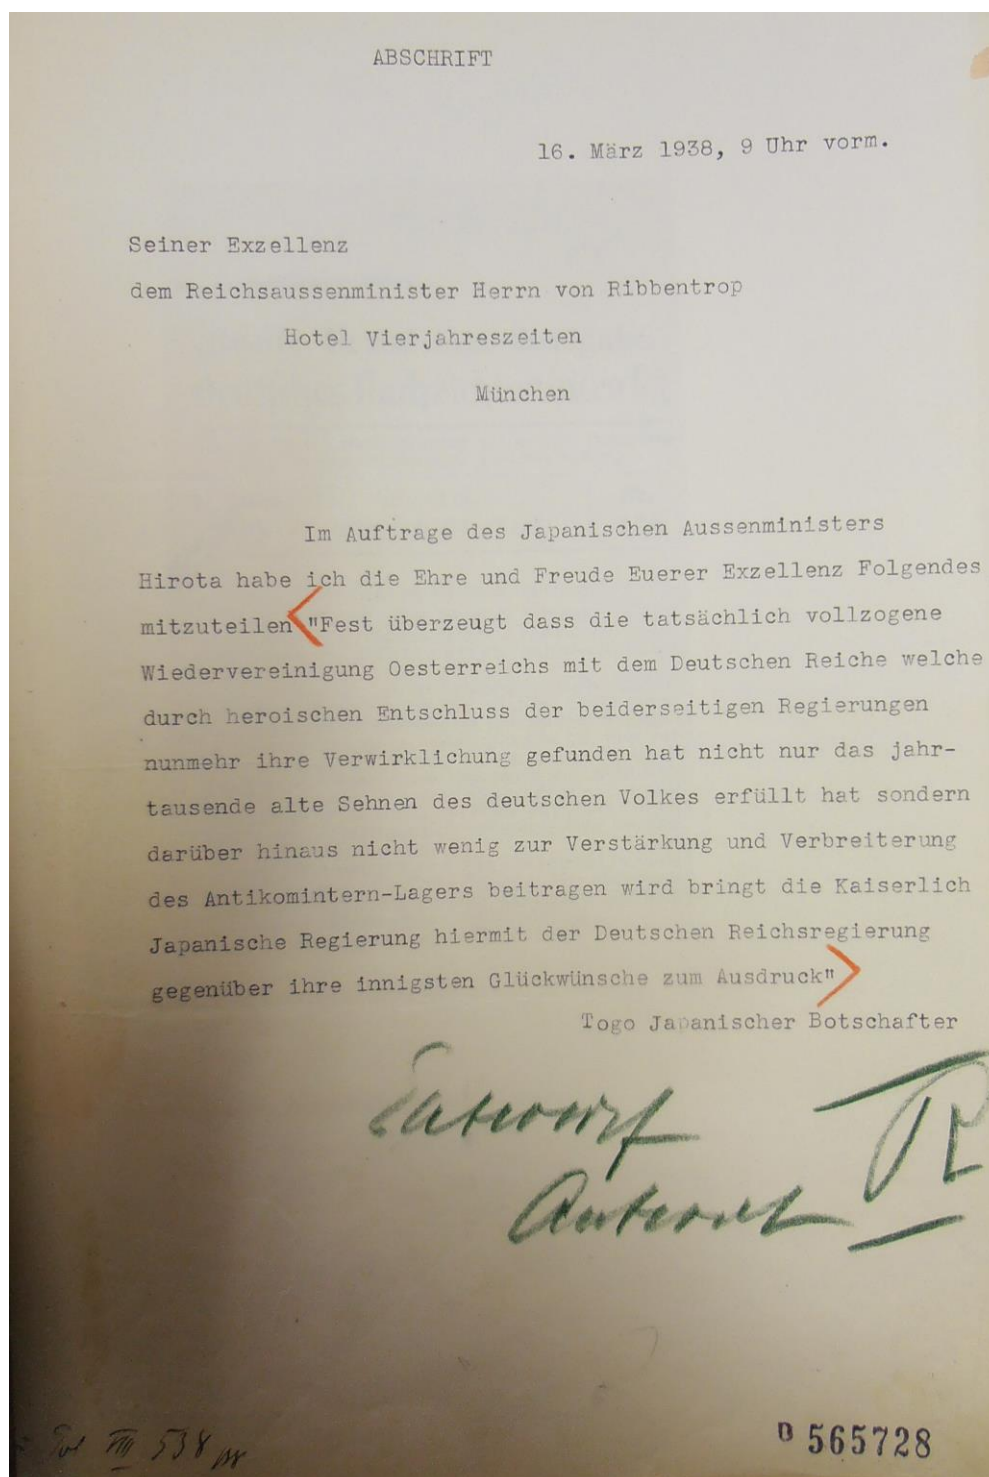 ABSCHRIFT
16. März 1938, 9 Uhr vorm.
Seiner Exzellenz
dem Reichsaussenminister Herrn von Ribbentrop
Hotel Vierjahreszeiten
München
Im Auftrage des Japanischen Aussenministers
Hirota habe ich die Ehre und Freude Euerer Exzellenz Folgendes
mitzuteilen "Fest überzeugt dass die tatsächlich vollzogene
Wiedervereinigung Oesterreichs mit dem Deutschen Reiche welche
durch heroischen Entschluss der beiderseitigen Regierungen
nunmehr ihre Verwirklichung gefunden hat nicht nur das jahr-
tausende alte Sehnen des deutschen Volkes erfüllt hat sondern
darüber hinaus nicht wenig zur Verstärkung und Verbreiterung
des Antikomintern-Lagers beitragen wird bringt die Kaiserlich
Japanische Regierung hiermit der Deutschen Reichsregierung
gegenüber ihre innigsten Glückwünsche zum Ausdruck"
Togo Japanischer Botschafter
Entwurf
Antwort
Pol VIII 538
D 565728